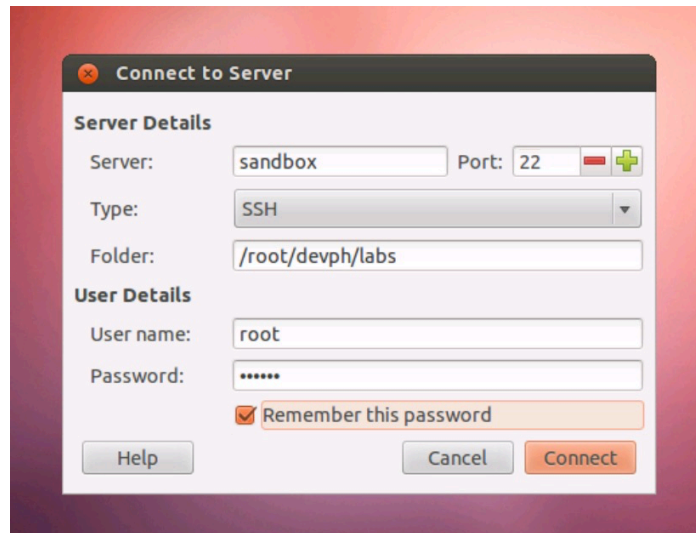 Connect to Server
Server Details
Server: sandbox Port: 22
Type: SSH
Folder: /root/devph/labs
User Details
User name: root
Password: ••••••
Remember this password
Help Cancel Connect